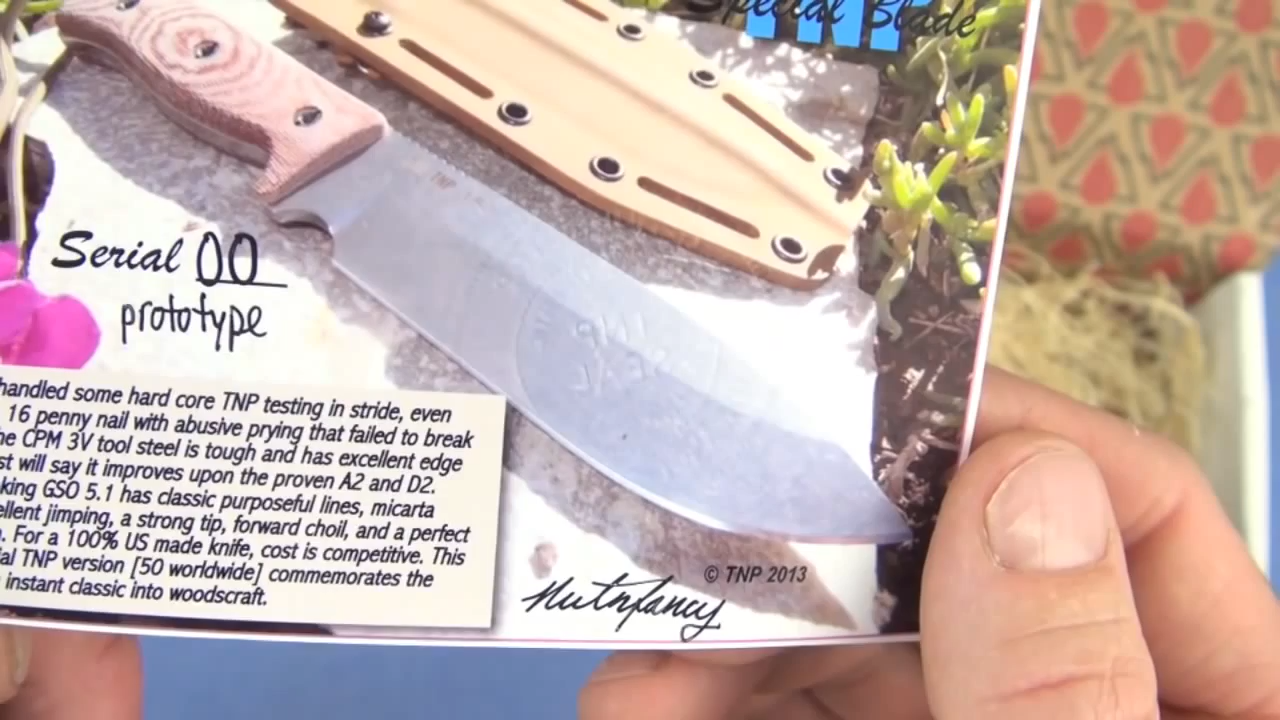 Special Blade
TNP
Serial 00
prototype
handled some hard core TNP testing in stride, even
16 penny nail with abusive prying that failed to break
he CPM 3V tool steel is tough and has excellent edge
st will say it improves upon the proven A2 and D2.
king GSO 5.1 has classic purposeful lines, micarta
ellent jimping, a strong tip, forward choil, and a perfect
. For a 100% US made knife, cost is competitive. This
ial TNP version [50 worldwide] commemorates the
instant classic into woodscraft.
© TNP 2013
Nutnfancy